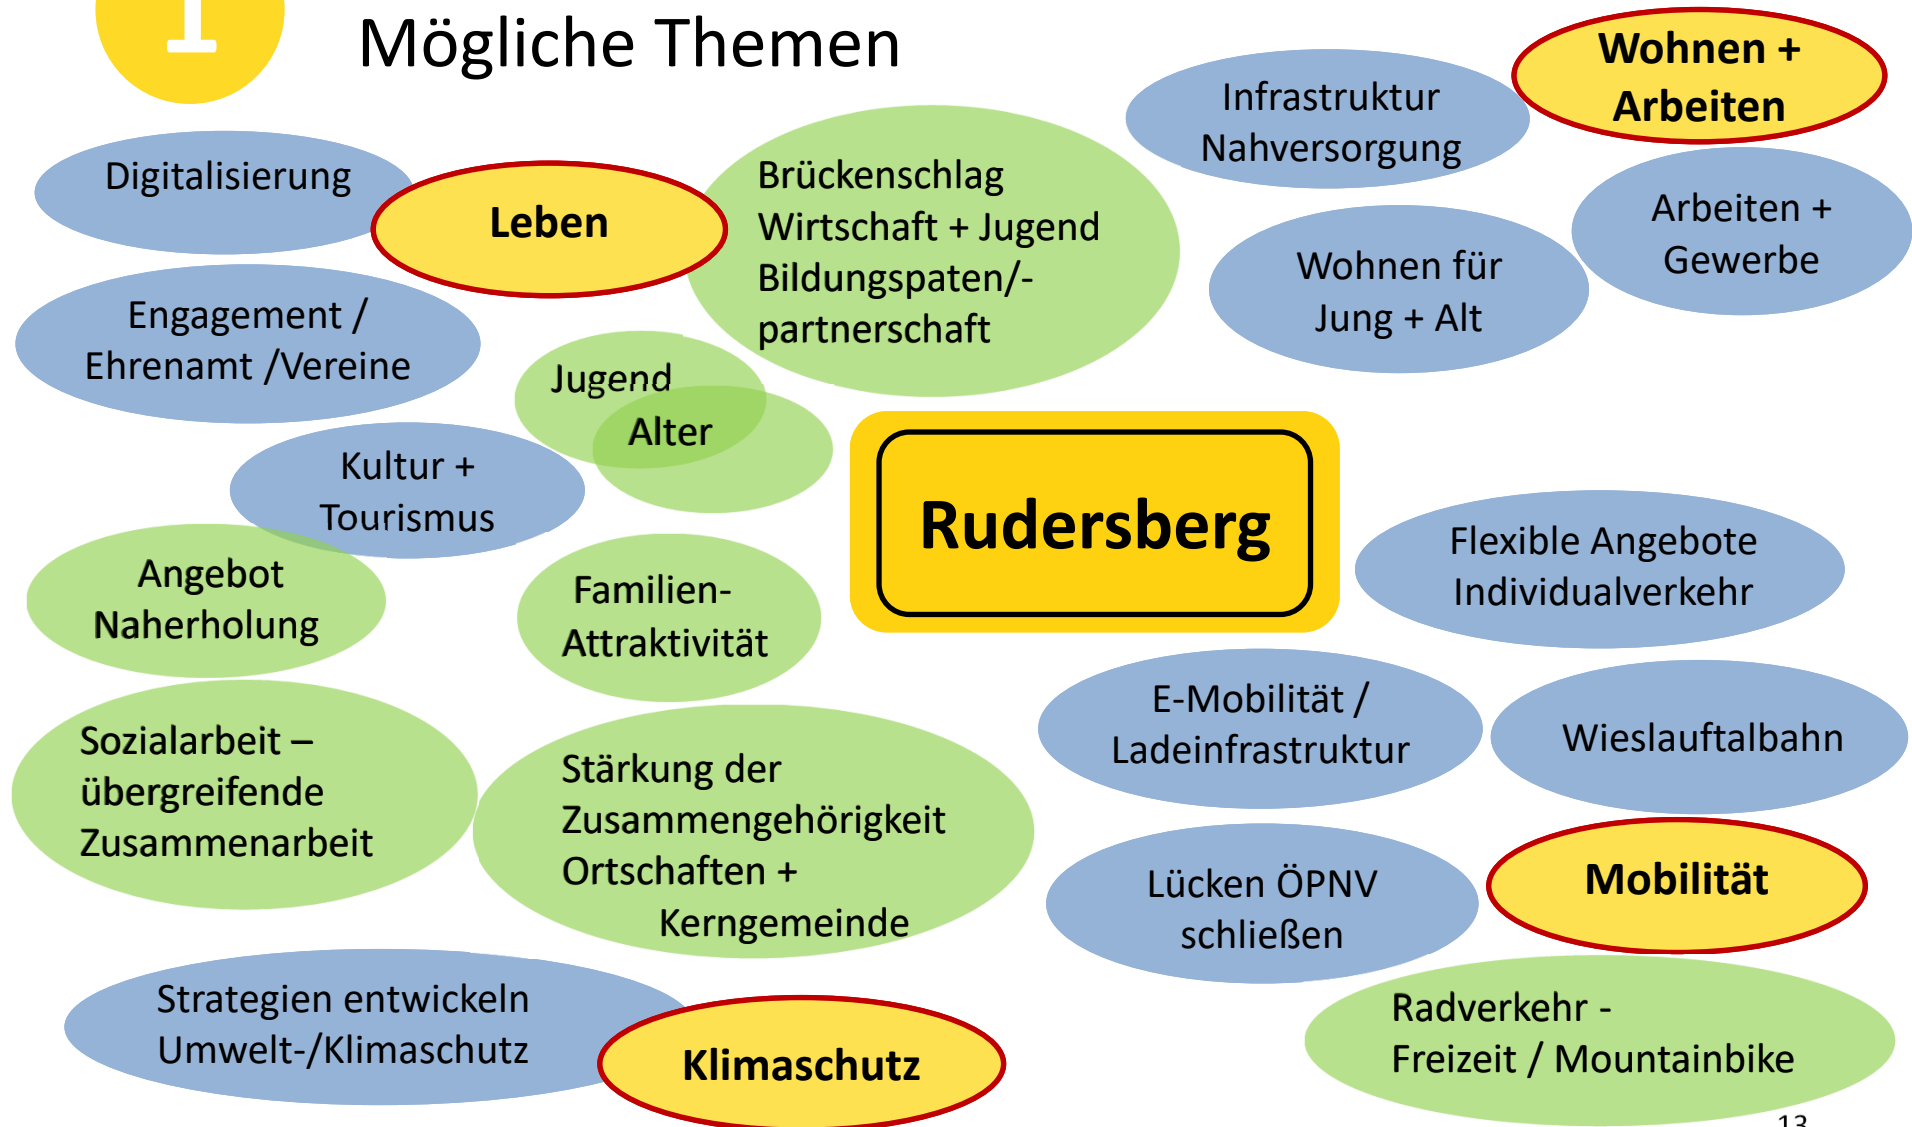 1
Mögliche Themen
Wohnen +
Arbeiten
Infrastruktur
Nahversorgung
Arbeiten +
Gewerbe
Wohnen für
Jung + Alt
Digitalisierung
Leben
Brückenschlag
Wirtschaft + Jugend
Bildungspaten/-
partnerschaft
Engagement /
Ehrenamt /Vereine
Jugend
Alter
Kultur +
Tourismus
Rudersberg
Angebot
Naherholung
Familien-
Attraktivität
Flexible Angebote
Individualverkehr
Sozialarbeit –
übergreifende
Zusammenarbeit
Stärkung der
Zusammengehörigkeit
Ortschaften +
Kerngemeinde
E-Mobilität /
Ladeinfrastruktur
Wieslauftalbahn
Lücken ÖPNV
schließen
Mobilität
Strategien entwickeln
Umwelt-/Klimaschutz
Klimaschutz
Radverkehr -
Freizeit / Mountainbike
13